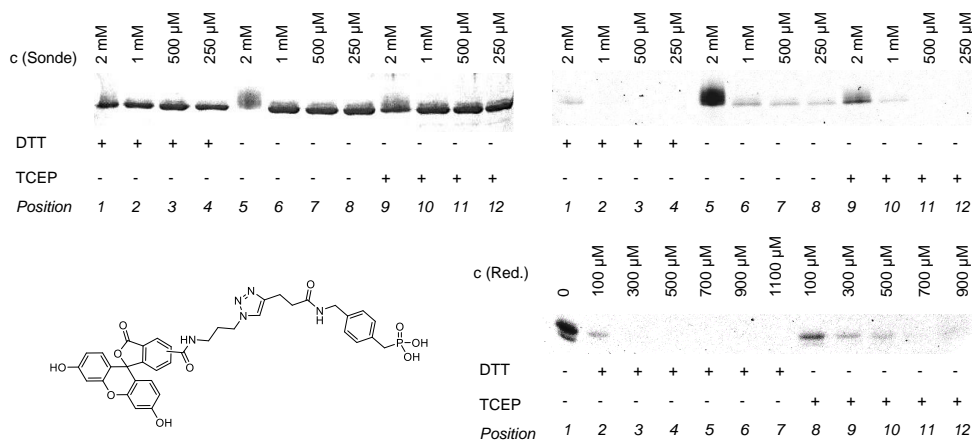 c (Sonde) 2 mM 1 mM 500 µM 250 µM 2 mM 1 mM 500 µM 250 µM 2 mM 1 mM 500 µM 250 µM
DTT + + + + - - - - - - - -
TCEP - - - - - - - - + + + +
Position 1 2 3 4 5 6 7 8 9 10 11 12
2 mM 1 mM 500 µM 250 µM 2 mM 1 mM 500 µM 250 µM 2 mM 1 mM 500 µM 250 µM
+ + + + - - - - - - - -
- - - - - - - - + + + +
1 2 3 4 5 6 7 8 9 10 11 12
O
HO
O
O
OH
O
N
H
N
N
N
O
N
H
O
P
OH
OH
c (Red.) 0 100 µM 300 µM 500 µM 700 µM 900 µM 1100 µM 100 µM 300 µM 500 µM 700 µM 900 µM
DTT - + + + + + + - - - - -
TCEP - - - - - - - + + + + +
Position 1 2 3 4 5 6 7 8 9 10 11 12